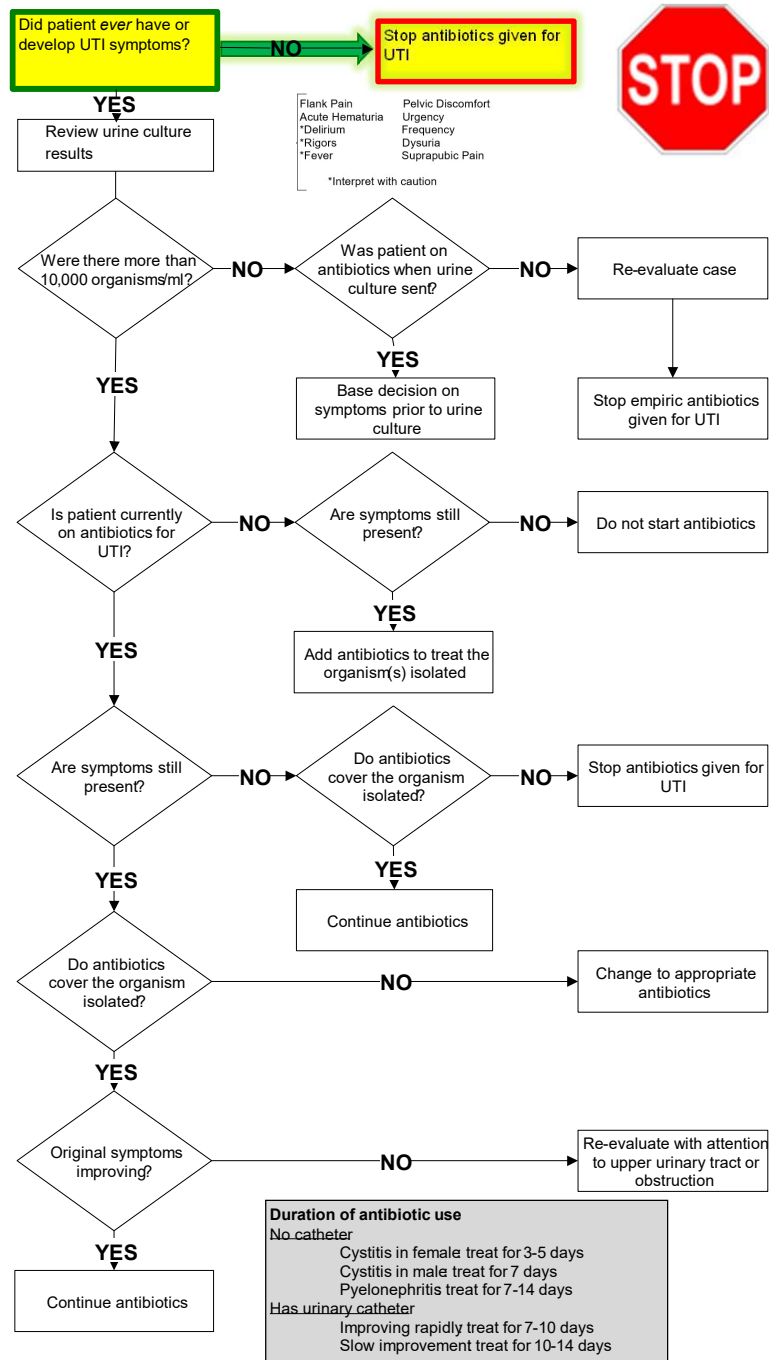 Did patient ever have or
develop UTI symptoms?
NO
Stop antibiotics given for
UTI
STOP
YES
Review urine culture
results
Flank Pain
Acute Hematuria
*Delirium
*Rigors
*Fever
Pelvic Discomfort
Urgency
Frequency
Dysuria
Suprapubic Pain
*Interpret with caution
Were there more than
10,000 organisms/ml?
NO
Was patient on
antibiotics when urine
culture sent?
NO
Re-evaluate case
YES
YES
Base decision on
symptoms prior to urine
culture
Stop empiric antibiotics
given for UTI
Is patient currently
on antibiotics for
UTI?
NO
Are symptoms still
present?
NO
Do not start antibiotics
YES
YES
Add antibiotics to treat the
organism(s) isolated
Are symptoms still
present?
NO
Do antibiotics
cover the organism
isolated?
NO
Stop antibiotics given for
UTI
YES
YES
Continue antibiotics
Do antibiotics
cover the organism
isolated?
NO
Change to appropriate
antibiotics
YES
Original symptoms
improving?
NO
Re-evaluate with attention
to upper urinary tract or
obstruction
YES
Continue antibiotics
Duration of antibiotic use
No catheter
Cystitis in female: treat for 3-5 days
Cystitis in male: treat for 7 days
Pyelonephritis: treat for 7-14 days
Has urinary catheter
Improving rapidly: treat for 7-10 days
Slow improvement: treat for 10-14 days